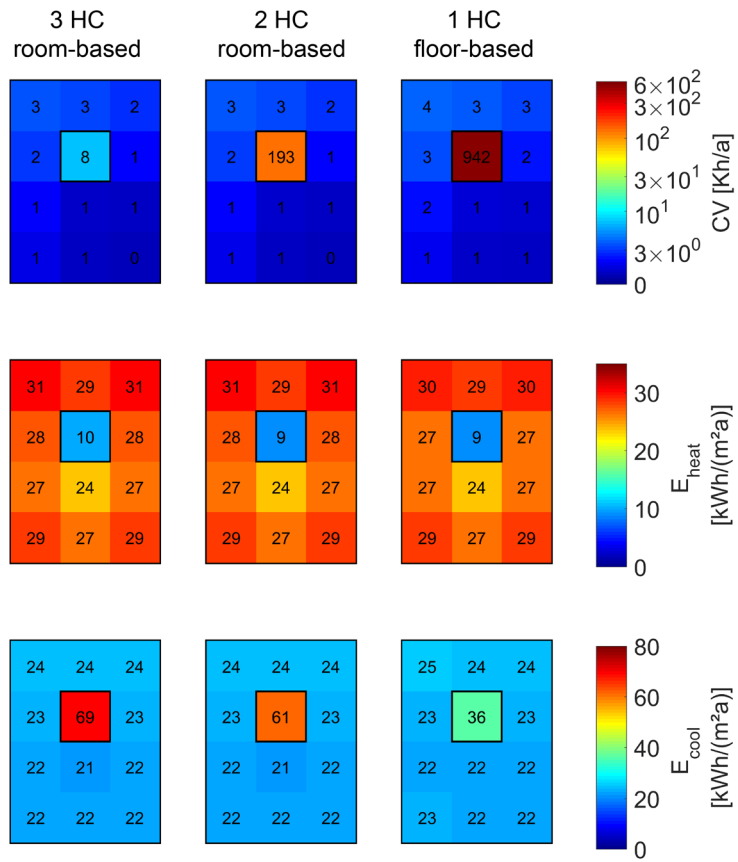 3 HC
room-based
2 HC
room-based
1 HC
floor-based
3 3 2
2 8 1
1 1 1
1 1 0
3 3 2
2 193 1
1 1 1
1 1 0
4 3 3
3 942 2
2 1 1
1 1 1
6×10²
3×10²
10²
3×10¹
10¹
3×10⁰
0
CV [Kh/a]
31 29 31
28 10 28
27 24 27
29 27 29
31 29 31
28 9 28
27 24 27
29 27 29
30 29 30
27 9 27
27 24 27
29 27 29
30
20
10
0
E_heat
[kWh/(m²a)]
24 24 24
23 69 23
22 21 22
22 22 22
24 24 24
23 61 23
22 21 22
22 22 22
25 24 24
23 36 23
22 22 22
23 22 22
80
60
40
20
0
E_cool
[kWh/(m²a)]